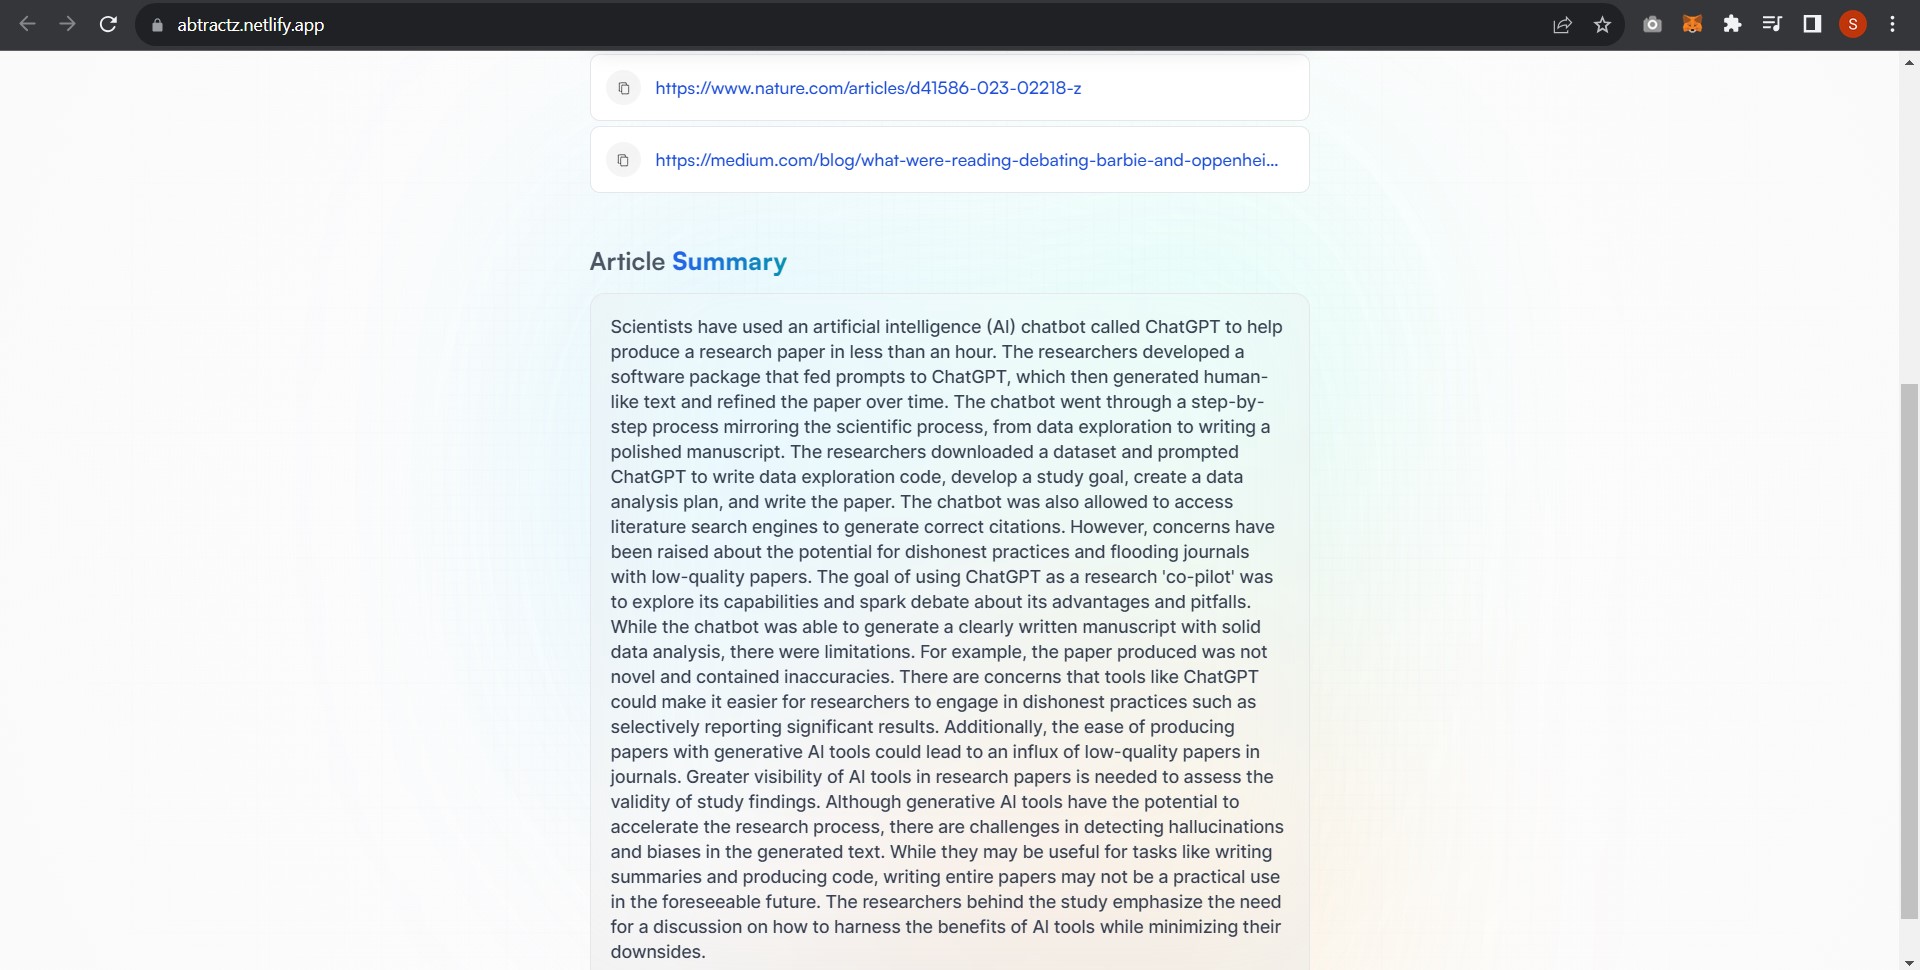 abtractz.netlify.app
S
https://www.nature.com/articles/d41586-023-02218-z
https://medium.com/blog/what-were-reading-debating-barbie-and-oppenhei...
Article Summary
Scientists have used an artificial intelligence (AI) chatbot called ChatGPT to help
produce a research paper in less than an hour. The researchers developed a
software package that fed prompts to ChatGPT, which then generated human-
like text and refined the paper over time. The chatbot went through a step-by-
step process mirroring the scientific process, from data exploration to writing a
polished manuscript. The researchers downloaded a dataset and prompted
ChatGPT to write data exploration code, develop a study goal, create a data
analysis plan, and write the paper. The chatbot was also allowed to access
literature search engines to generate correct citations. However, concerns have
been raised about the potential for dishonest practices and flooding journals
with low-quality papers. The goal of using ChatGPT as a research 'co-pilot' was
to explore its capabilities and spark debate about its advantages and pitfalls.
While the chatbot was able to generate a clearly written manuscript with solid
data analysis, there were limitations. For example, the paper produced was not
novel and contained inaccuracies. There are concerns that tools like ChatGPT
could make it easier for researchers to engage in dishonest practices such as
selectively reporting significant results. Additionally, the ease of producing
papers with generative AI tools could lead to an influx of low-quality papers in
journals. Greater visibility of AI tools in research papers is needed to assess the
validity of study findings. Although generative AI tools have the potential to
accelerate the research process, there are challenges in detecting hallucinations
and biases in the generated text. While they may be useful for tasks like writing
summaries and producing code, writing entire papers may not be a practical use
in the foreseeable future. The researchers behind the study emphasize the need
for a discussion on how to harness the benefits of AI tools while minimizing their
downsides.